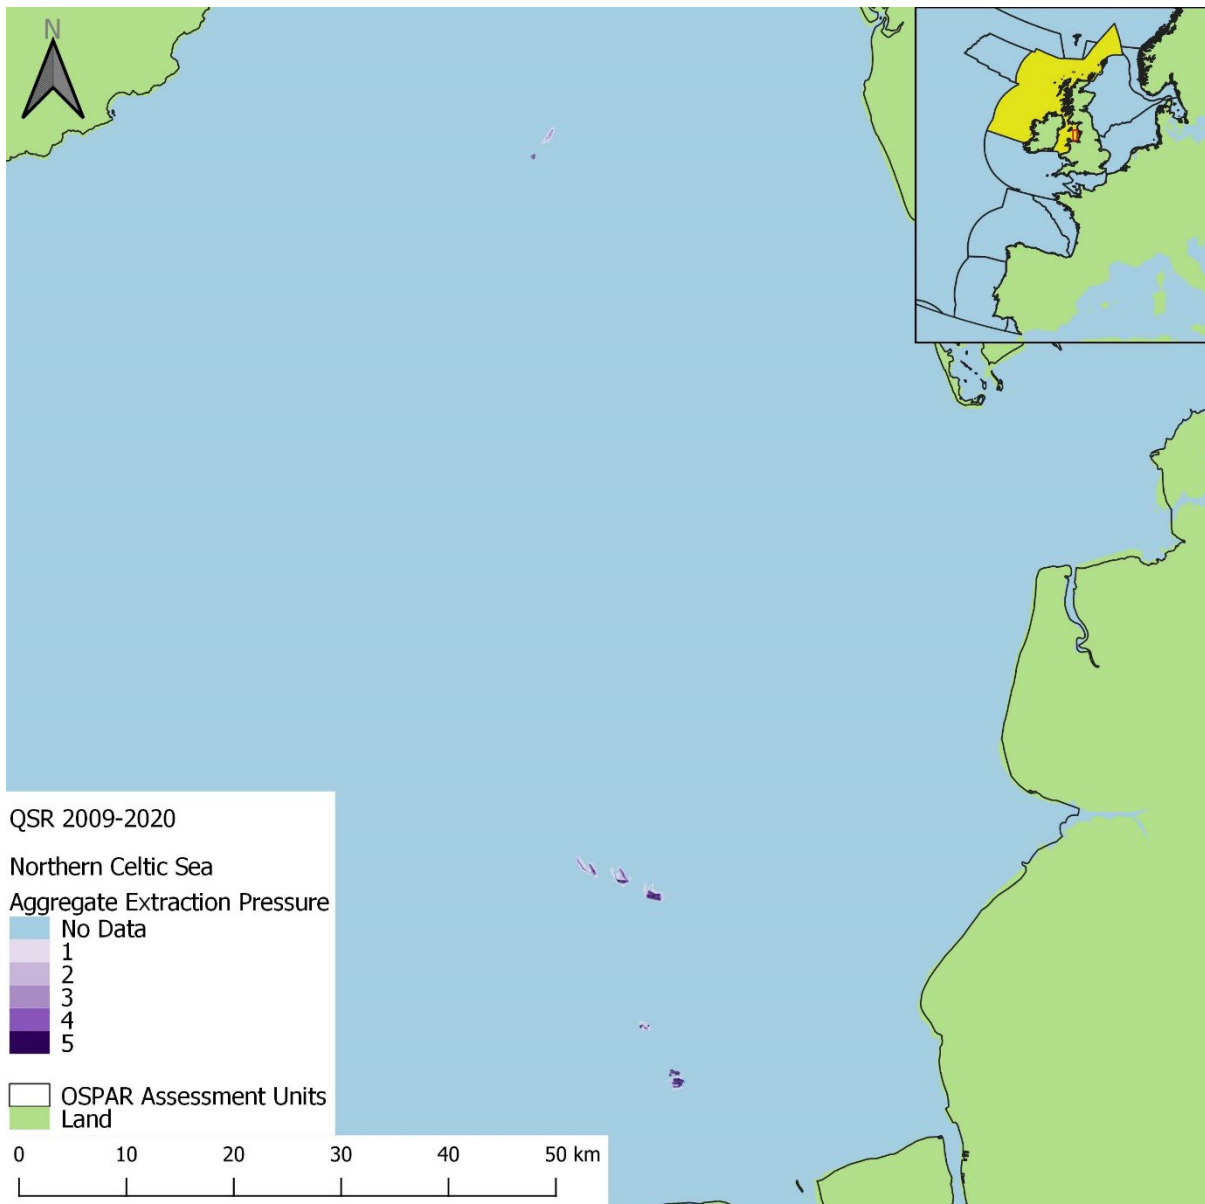 N
QSR 2009-2020
Northern Celtic Sea
Aggregate Extraction Pressure
No Data
1
2
3
4
5
OSPAR Assessment Units
Land
0 10 20 30 40 50 km